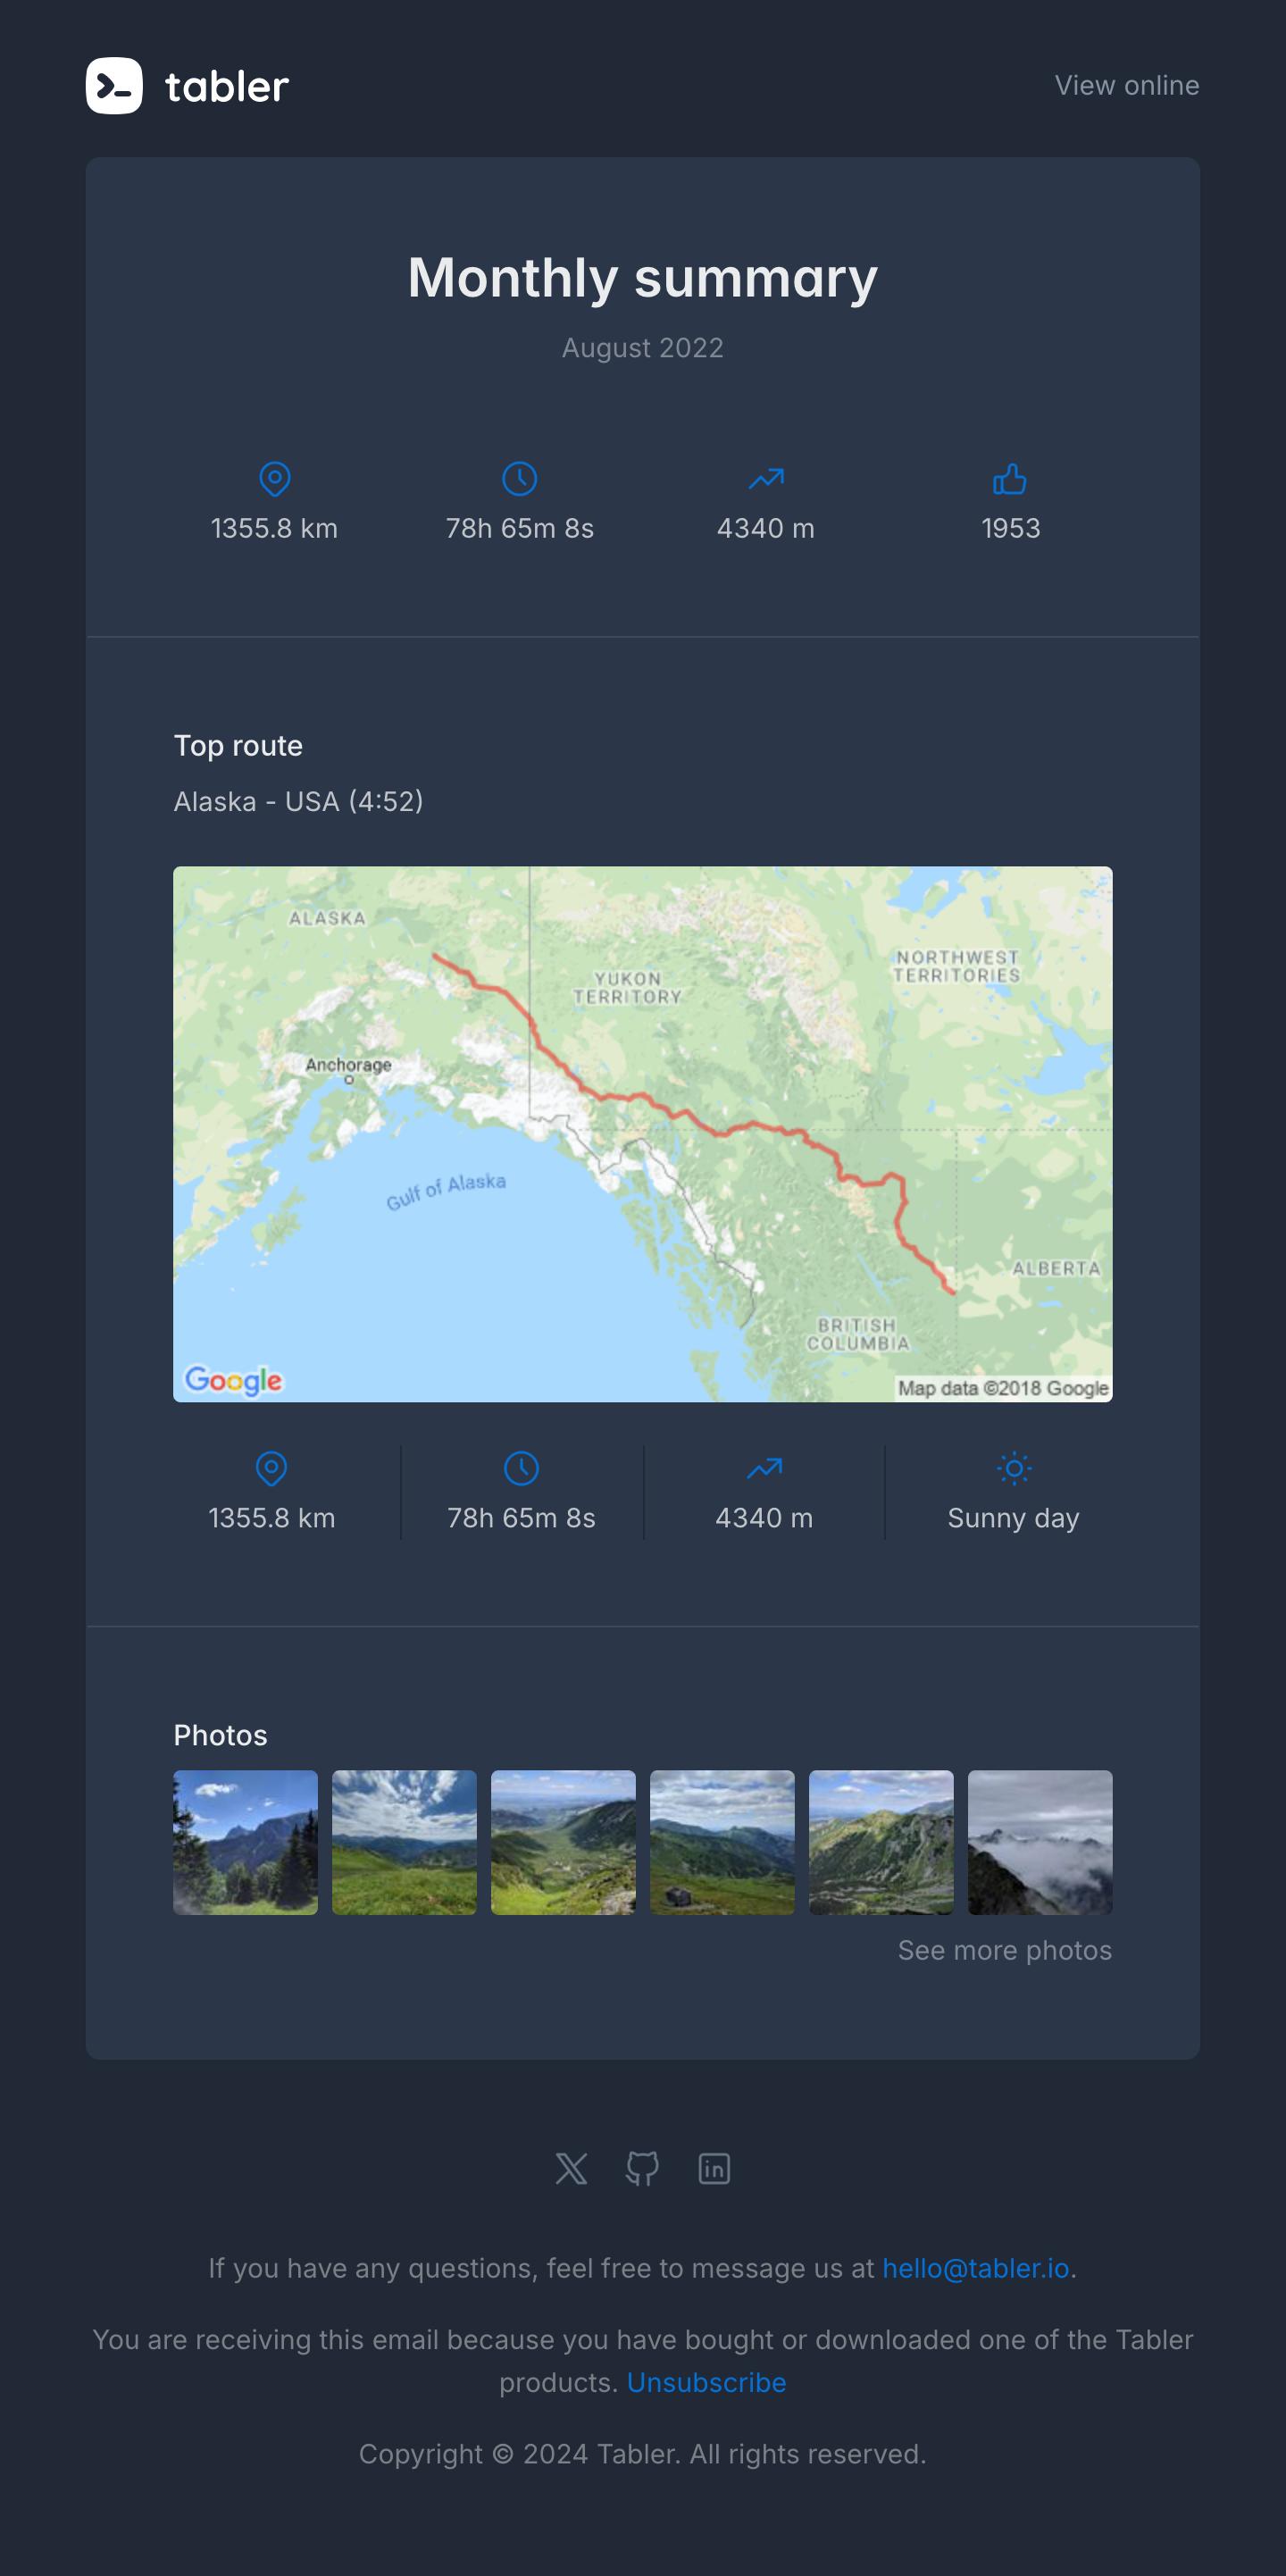 tabler
View online
Monthly summary
August 2022
1355.8 km
78h 65m 8s
4340 m
1953
Top route
Alaska - USA (4:52)
ALASKA
NORTHWEST
TERRITORIES
YUKON
TERRITORY
Anchorage
Gulf of Alaska
ALBERTA
BRITISH
COLUMBIA
Google
Map data ©2018 Google
1355.8 km
78h 65m 8s
4340 m
Sunny day
Photos
See more photos
If you have any questions, feel free to message us at hello@tabler.io.
You are receiving this email because you have bought or downloaded one of the Tabler
products. Unsubscribe
Copyright © 2024 Tabler. All rights reserved.